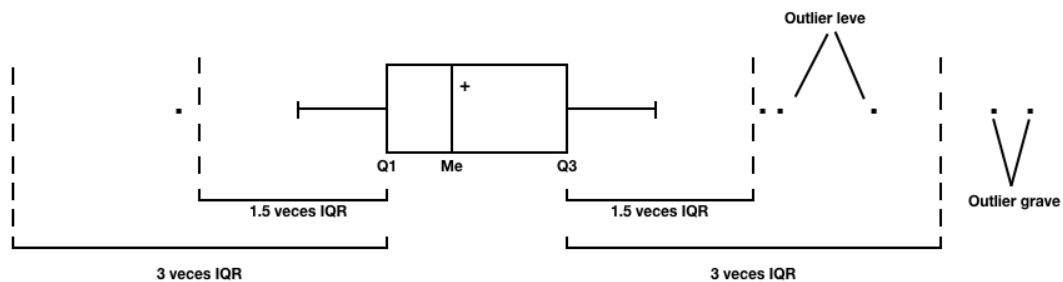 Outlier leve
+
Q1
Me
Q3
1.5 veces IQR
1.5 veces IQR
Outlier grave
3 veces IQR
3 veces IQR